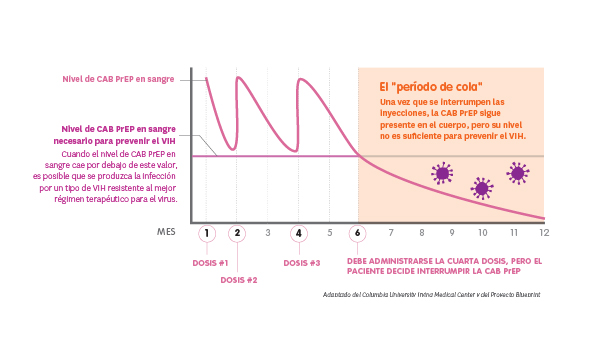 Nivel de CAB PrEP en sangre
Nivel de CAB PrEP en sangre
necesario para prevenir el VIH
Cuando el nivel de CAB PrEP en
sangre cae por debajo de este valor,
es posible que se produzca la infección
por un tipo de VIH resistente al mejor
régimen terapéutico para el virus.
El "período de cola"
Una vez que se interrumpen las
inyecciones, la CAB PrEP sigue
presente en el cuerpo, pero su nivel
no es suficiente para prevenir el VIH.
MES 1 2 3 4 5 6 7 8 9 10 11 12
DOSIS #1
DOSIS #2
DOSIS #3
DEBE ADMINISTRARSE LA CUARTA DOSIS, PERO EL
PACIENTE DECIDE INTERRUMPIR LA CAB PrEP
Adaptado del Columbia University Irving Medical Center y del Proyecto Blueprint